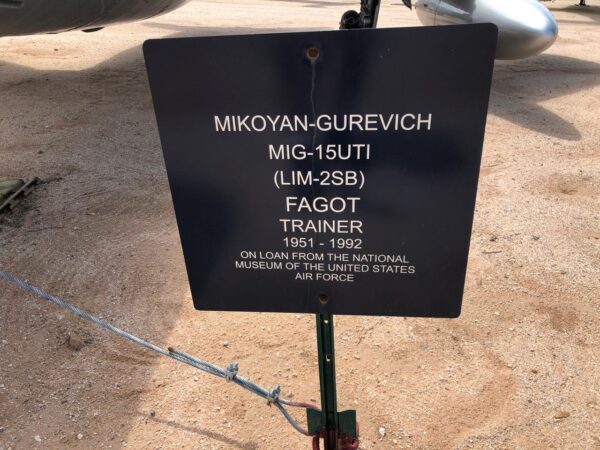 MIKOYAN-GUREVICH
MIG-15UTI
(LIM-2SB)
FAGOT
TRAINER
1951 - 1992
ON LOAN FROM THE NATIONAL
MUSEUM OF THE UNITED STATES
AIR FORCE